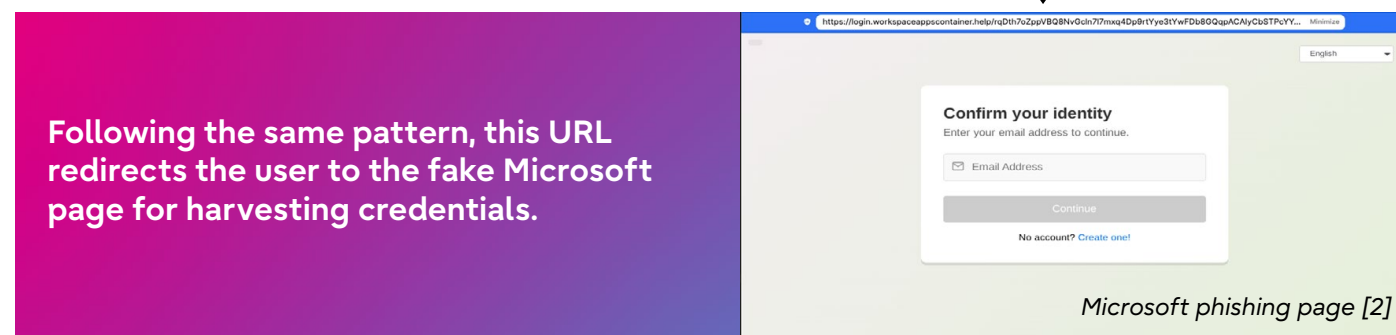 https://login.workspaceappscontainer.help/rqDth7oZppVBQ8NvGcln7l7mxq4Dp9rtYye3tYwFDb8GQqpACAlyCbSTPcYY... Minimize
English
Following the same pattern, this URL
redirects the user to the fake Microsoft
page for harvesting credentials.
Confirm your identity
Enter your email address to continue.
Email Address
Continue
No account? Create one!
Microsoft phishing page [2]